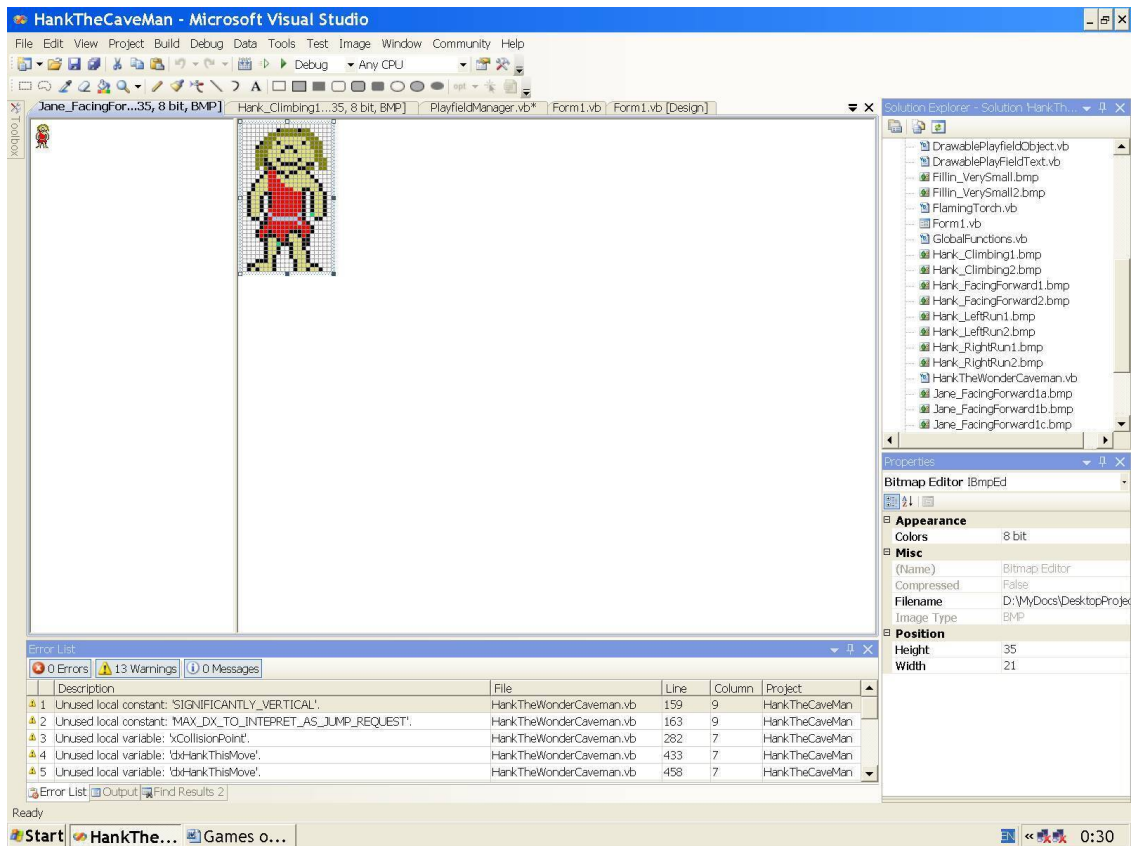 HankTheCaveMan - Microsoft Visual Studio
File Edit View Project Build Debug Data Tools Test Image Window Community Help
Debug Any CPU
Jane_FacingFor...35, 8 bit, BMP] Hank_Climbing1...35, 8 bit, BMP] PlayfieldManager.vb* Form1.vb Form1.vb [Design]
Toolbox
Solution Explorer - Solution 'HankTh...
DrawablePlayfieldObject.vb
DrawablePlayFieldText.vb
Fillin_VerySmall.bmp
Fillin_VerySmall2.bmp
FlamingTorch.vb
Form1.vb
GlobalFunctions.vb
Hank_Climbing1.bmp
Hank_Climbing2.bmp
Hank_FacingForward1.bmp
Hank_FacingForward2.bmp
Hank_LeftRun1.bmp
Hank_LeftRun2.bmp
Hank_RightRun1.bmp
Hank_RightRun2.bmp
HankTheWonderCaveman.vb
Jane_FacingForward1a.bmp
Jane_FacingForward1b.bmp
Jane_FacingForward1c.bmp
Properties
Bitmap Editor IBmpEd
Appearance
Colors 8 bit
Misc
(Name) Bitmap Editor
Compressed False
Filename D:\MyDocs\DesktopProjec
Image Type BMP
Position
Height 35
Width 21
Error List
0 Errors 13 Warnings 0 Messages
Description File Line Column Project
1 Unused local constant: 'SIGNIFICANTLY_VERTICAL'. HankTheWonderCaveman.vb 159 9 HankTheCaveMan
2 Unused local constant: 'MAX_DX_TO_INTEPRET_AS_JUMP_REQUEST'. HankTheWonderCaveman.vb 163 9 HankTheCaveMan
3 Unused local variable: 'xCollisionPoint'. HankTheWonderCaveman.vb 282 7 HankTheCaveMan
4 Unused local variable: 'dxHankThisMove'. HankTheWonderCaveman.vb 433 7 HankTheCaveMan
5 Unused local variable: 'dxHankThisMove'. HankTheWonderCaveman.vb 458 7 HankTheCaveMan
Error List Output Find Results 2
Ready
Start HankThe... Games o... EN « 0:30